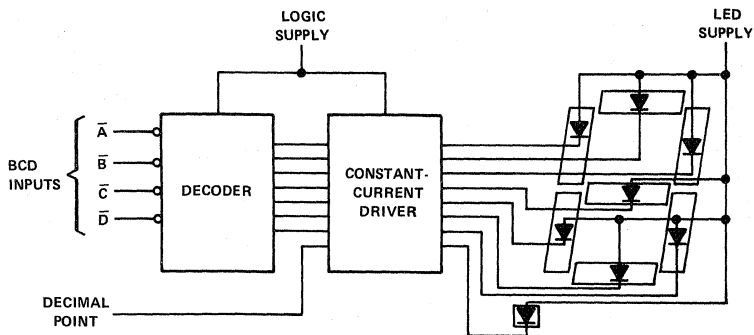 LOGIC
SUPPLY
LED
SUPPLY
BCD
INPUTS
A̅
B̅
C̅
D̅
DECODER
CONSTANT-
CURRENT
DRIVER
DECIMAL
POINT